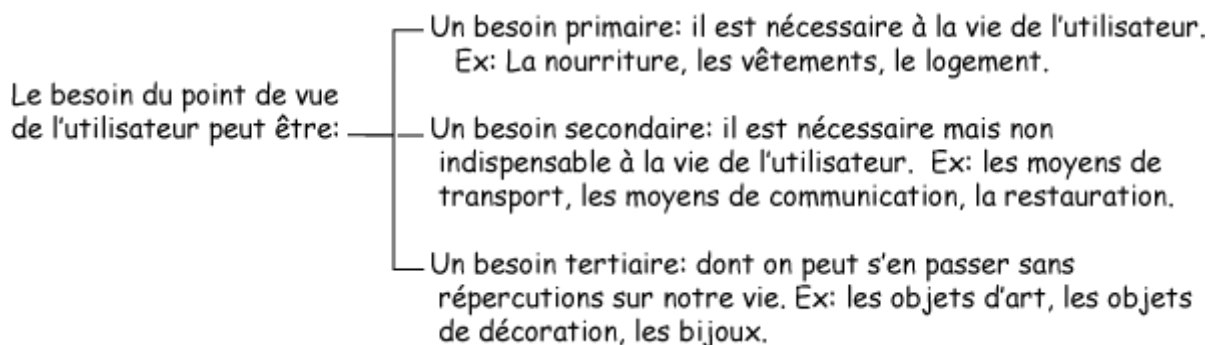 Un besoin primaire: il est nécessaire à la vie de l'utilisateur.
Ex: La nourriture, les vêtements, le logement.
Le besoin du point de vue
de l'utilisateur peut être:
Un besoin secondaire: il est nécessaire mais non
indispensable à la vie de l'utilisateur. Ex: les moyens de
transport, les moyens de communication, la restauration.
Un besoin tertiaire: dont on peut s'en passer sans
répercutions sur notre vie. Ex: les objets d'art, les objets
de décoration, les bijoux.